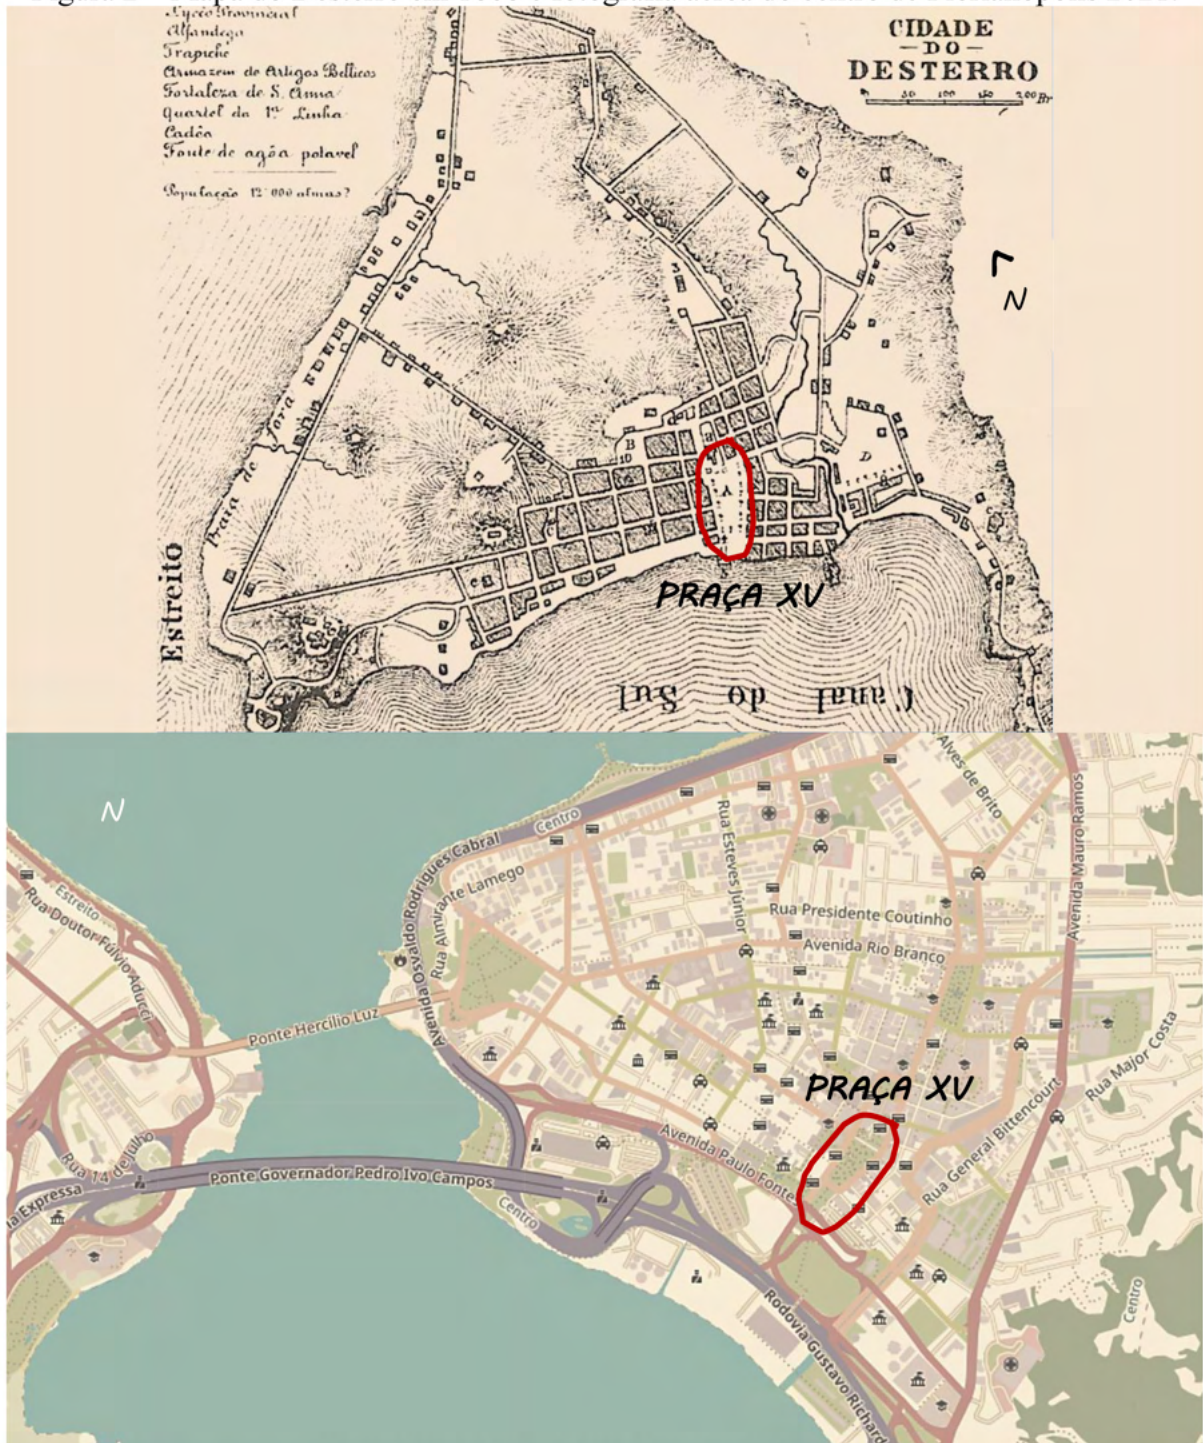 Lyceo Provincial
Alfandega
Trapiche
Armazem de Artigos Bellicos
Fortaleza de S. Anna
Quartel da 1ª Linha
Cadêa
Fonte de agôa potavel
População 12 000 almas?
CIDADE
DO
DESTERRO
50 100 150 200 Br
N
Praia de Fora
Estreito
B
10
A
D
C
PRAÇA XV
Canal do Sul
N
Centro
Alves de Brito
Avenida Mauro Ramos
Rua Esteves Júnior
Avenida Osvaldo Rodrigues Cabral
Rua Almirante Lamego
Estreito
Rua Doutor Fúlvio Aducci
Rua Presidente Coutinho
Avenida Rio Branco
Ponte Hercílio Luz
Rua Major Costa
PRAÇA XV
Rua General Bittencourt
Avenida Paulo Fonte
Rua 14 de Julho
Ponte Governador Pedro Ivo Campos
ia Expressa
Centro
Centro
Rodovia Gustavo Richard